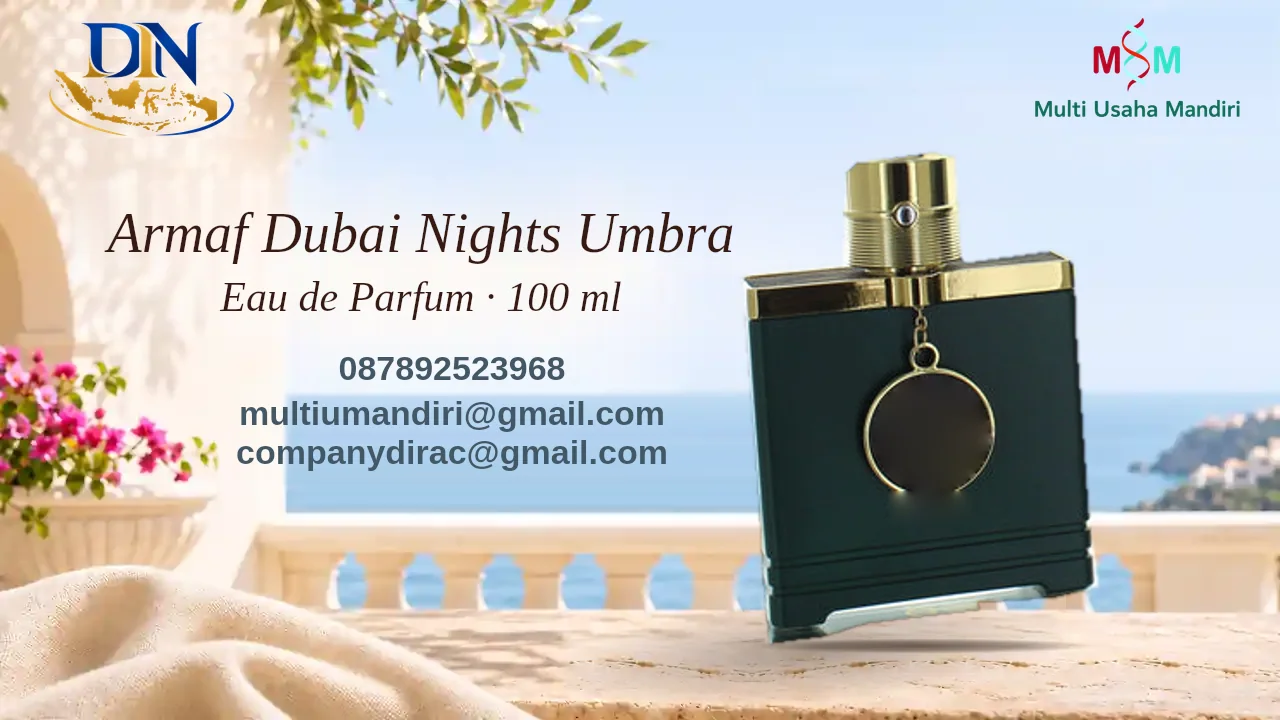 DIN
MSM
Multi Usaha Mandiri
Armaf Dubai Nights Umbra
Eau de Parfum · 100 ml
087892523968
multiumandiri@gmail.com
companydirac@gmail.com